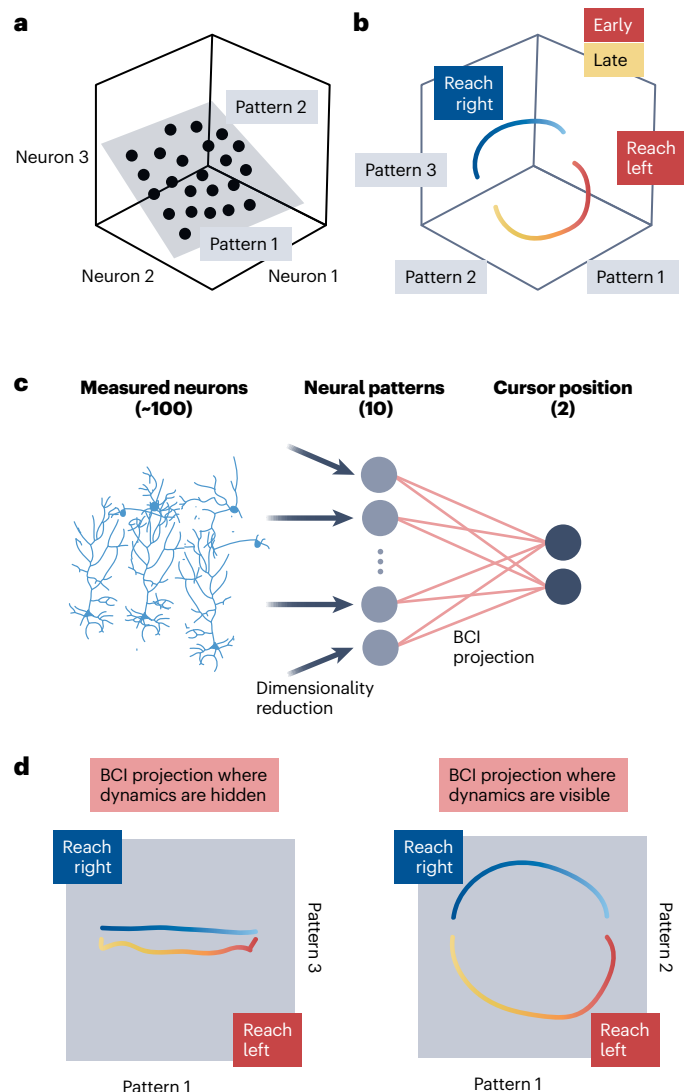 a
Pattern 2
Neuron 3
Pattern 1
Neuron 2
Neuron 1
b
Early
Late
Reach
right
Reach
left
Pattern 3
Pattern 2
Pattern 1
c
Measured neurons
(~100)
Neural patterns
(10)
Cursor position
(2)
BCI
projection
Dimensionality
reduction
d
BCI projection where
dynamics are hidden
Reach
right
Pattern 3
Reach
left
Pattern 1
BCI projection where
dynamics are visible
Reach
right
Pattern 2
Reach
left
Pattern 1